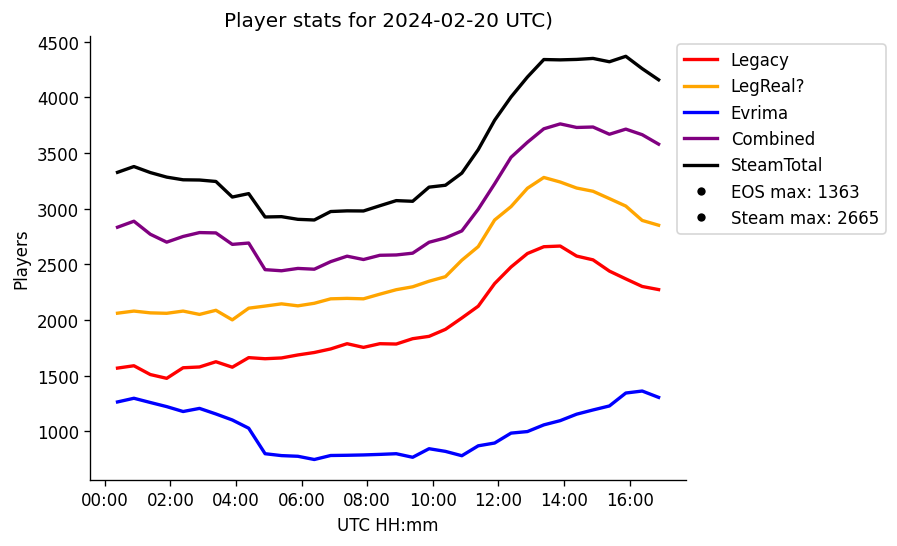 Player stats for 2024-02-20 UTC)
4500
4000
3500
3000
2500
2000
1500
1000
Players
00:00 02:00 04:00 06:00 08:00 10:00 12:00 14:00 16:00
UTC HH:mm
Legacy
LegReal?
Evrima
Combined
SteamTotal
EOS max: 1363
Steam max: 2665